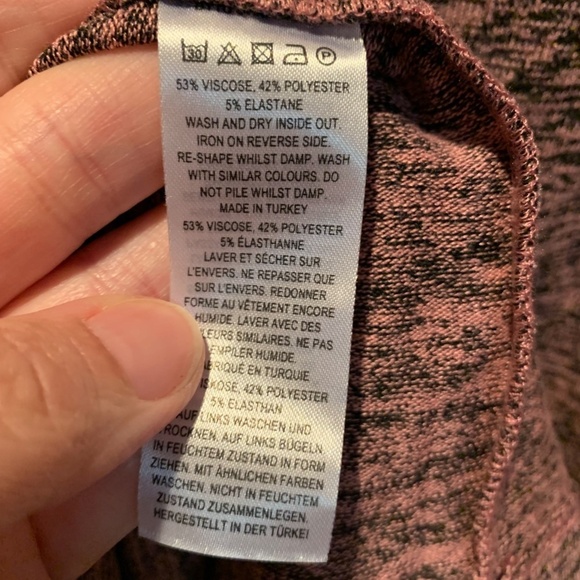 30 P
53% VISCOSE, 42% POLYESTER
5% ELASTANE
WASH AND DRY INSIDE OUT.
IRON ON REVERSE SIDE.
RE-SHAPE WHILST DAMP. WASH
WITH SIMILAR COLOURS. DO
NOT PILE WHILST DAMP.
MADE IN TURKEY
53% VISCOSE, 42% POLYESTER
5% ÉLASTHANNE
LAVER ET SÉCHER SUR
L'ENVERS. NE REPASSER QUE
SUR L'ENVERS. REDONNER
FORME AU VÊTEMENT ENCORE
HUMIDE. LAVER AVEC DES
SIMILAIRES. NE PAS
HUMIDE.
EN TURQUIE
42% POLYESTER
5% ELASTHAN
AUF LINKS WASCHEN UND
TROCKNEN. AUF LINKS BÜGELN.
IN FEUCHTEM ZUSTAND IN FORM
ZIEHEN. MIT ÄHNLICHEN FARBEN
WASCHEN. NICHT IN FEUCHTEM
ZUSTAND ZUSAMMENLEGEN.
HERGESTELLT IN DER TÜRKEI